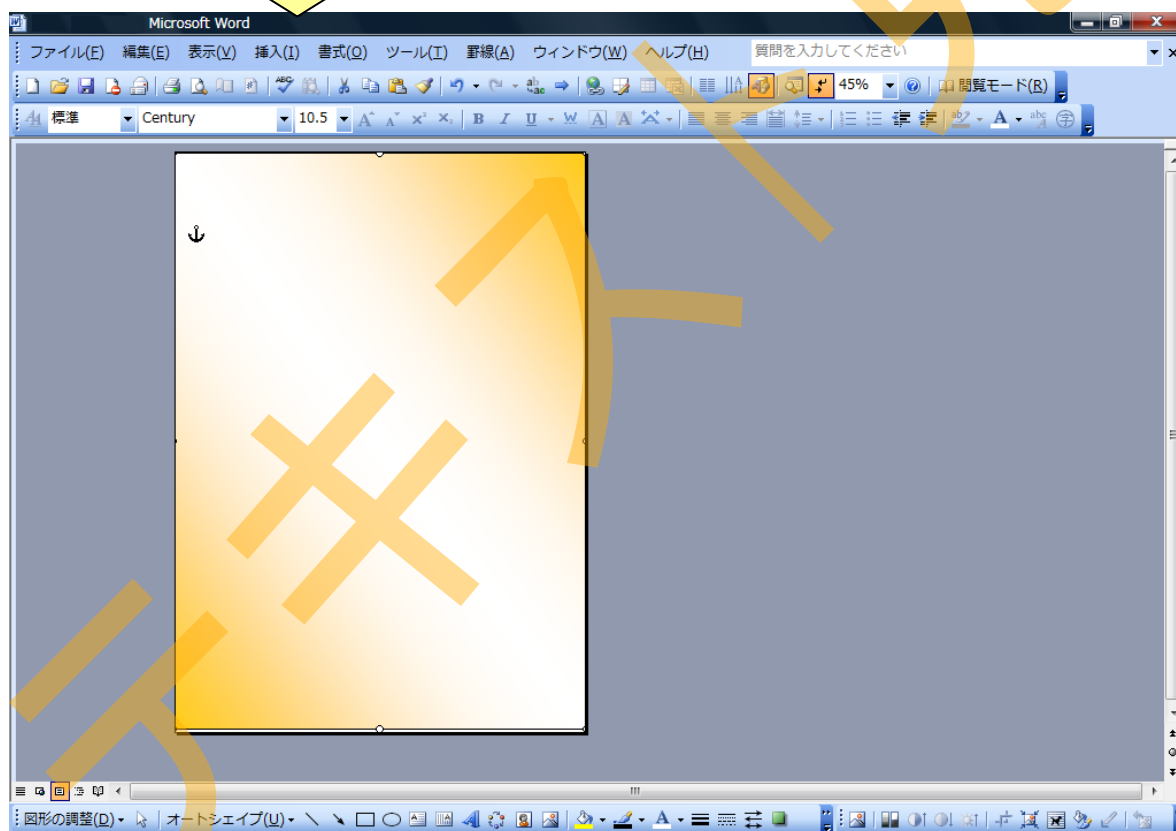 Microsoft Word
ファイル(F) 編集(E) 表示(V) 挿入(I) 書式(O) ツール(T) 罫線(A) ウィンドウ(W) ヘルプ(H) 質問を入力してください
45% 閲覧モード(R)
標準 Century 10.5
図形の調整(D) オートシェイプ(U)